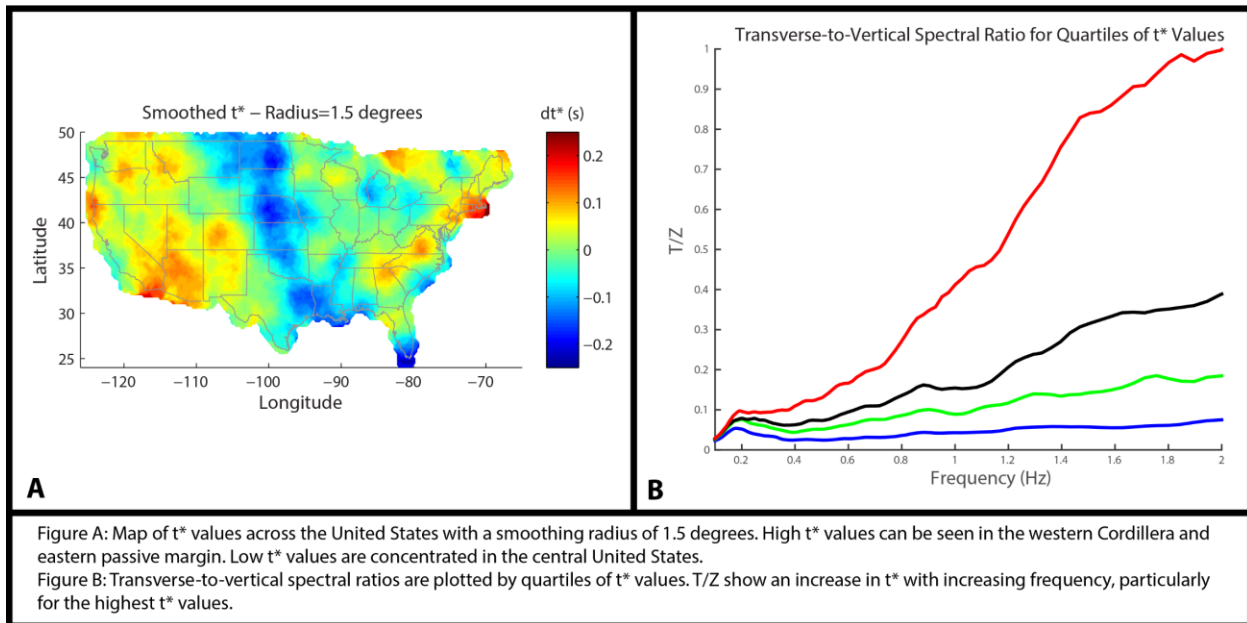 Smoothed t* – Radius=1.5 degrees
dt* (s)
50
45
40
35
30
25
Latitude
−120
−110
−100
−90
−80
−70
Longitude
0.2
0.1
0
−0.1
−0.2
A
Transverse-to-Vertical Spectral Ratio for Quartiles of t* Values
1
0.9
0.8
0.7
0.6
0.5
0.4
0.3
0.2
0.1
0
T/Z
0.2
0.4
0.6
0.8
1
1.2
1.4
1.6
1.8
2
Frequency (Hz)
B
Figure A: Map of t* values across the United States with a smoothing radius of 1.5 degrees. High t* values can be seen in the western Cordillera and
eastern passive margin. Low t* values are concentrated in the central United States.
Figure B: Transverse-to-vertical spectral ratios are plotted by quartiles of t* values. T/Z show an increase in t* with increasing frequency, particularly
for the highest t* values.